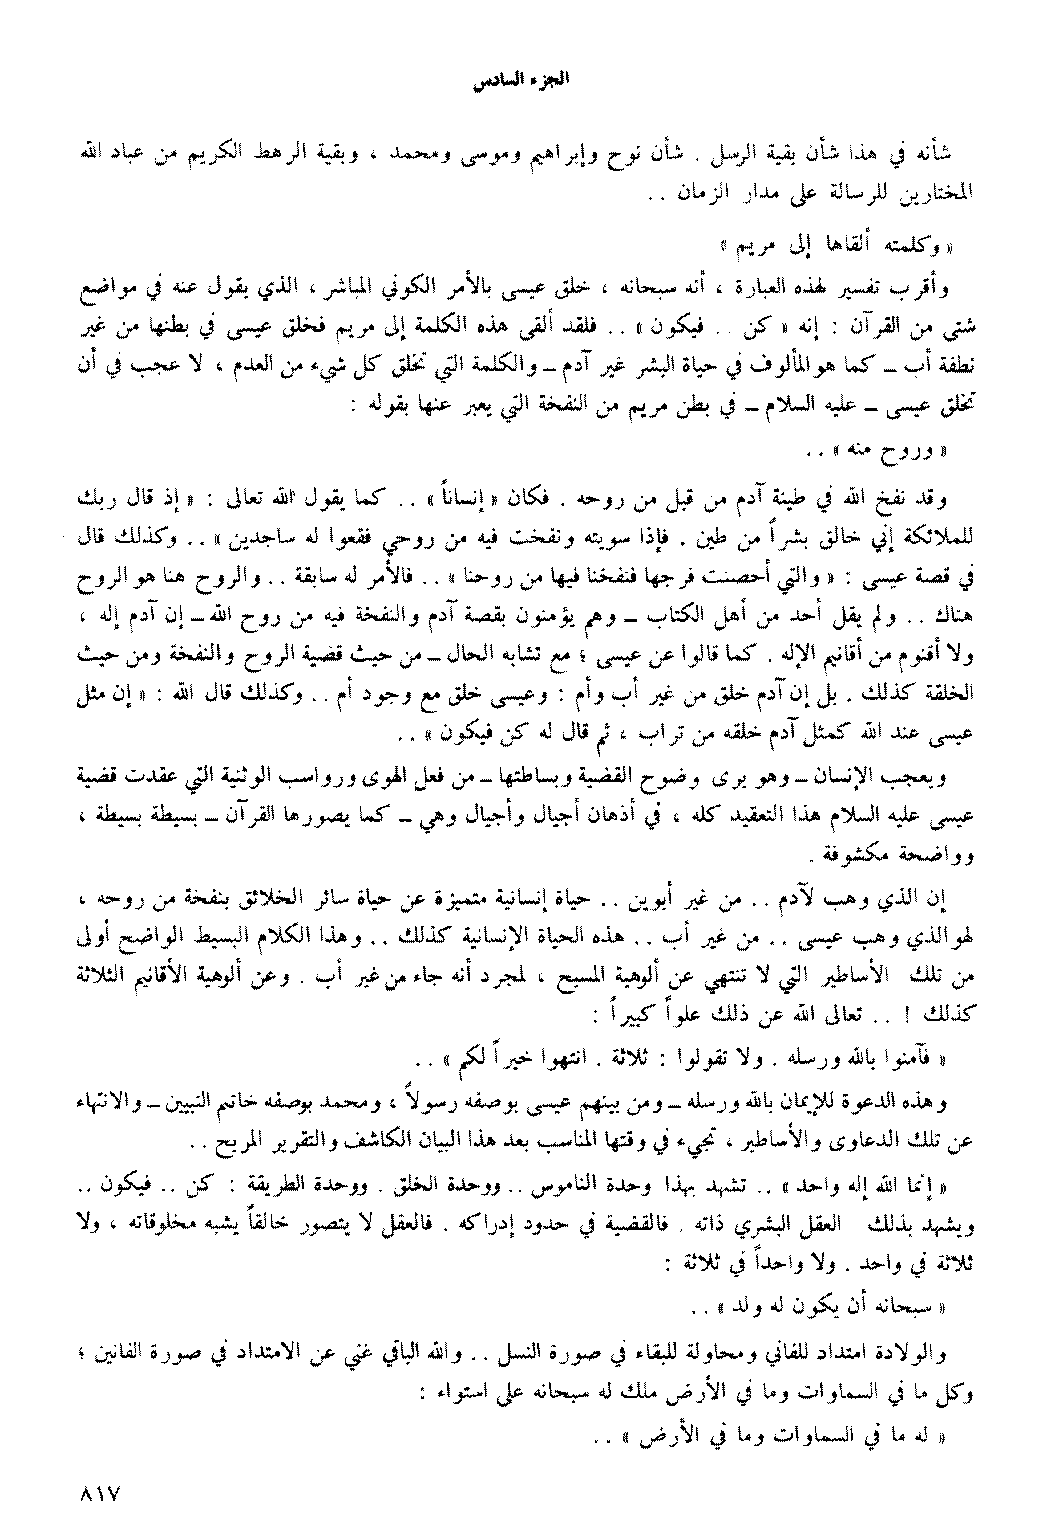 الجزء السادس
شأنه في هذا شأن بقية الرسل . شأن نوح وإبراهيم وموسى ومحمد ، وبقية الرهط الكريم من عباد الله
المختارين للرسالة على مدار الزمان ..
« وكلمته ألقاها إلى مريم »
وأقرب تفسير لهذه العبارة ، أنه سبحانه ، خلق عيسى بالأمر الكوني المباشر ، الذي يقول عنه في مواضع
شتى من القرآن : إنه « كن .. فيكون » .. فلقد ألقى هذه الكلمة إلى مريم فخلق عيسى في بطنها من غير
نطفة أب – كما هو المألوف في حياة البشر غير آدم – والكلمة التي تخلق كل شيء من العدم ، لا عجب في أن
تخلق عيسى – عليه السلام – في بطن مريم من النفخة التي يعبر عنها بقوله :
« وروح منه » ..
وقد نفخ الله في طينة آدم من قبل من روحه . فكان « إنساناً » .. كما يقول الله تعالى : « إذ قال ربك
للملائكة إني خالق بشراً من طين . فإذا سويته ونفخت فيه من روحي فقعوا له ساجدين » .. وكذلك قال
في قصة عيسى : « والتي أحصنت فرجها فنفخنا فيها من روحنا » .. فالأمر له سابقة .. والروح هنا هو الروح
هناك .. ولم يقل أحد من أهل الكتاب – وهم يؤمنون بقصة آدم والنفخة فيه من روح الله – إن آدم إله ،
ولا أقنوم من أقانيم الإله . كما قالوا عن عيسى ؛ مع تشابه الحال – من حيث قضية الروح والنفخة ومن حيث
الخلقة كذلك . بل إن آدم خلق من غير أب وأم : وعيسى خلق مع وجود أم .. وكذلك قال الله : « إن مثل
عيسى عند الله كمثل آدم خلقه من تراب ، ثم قال له كن فيكون » ..
ويعجب الإنسان – وهو يرى وضوح القضية وبساطتها – من فعل الهوى ورواسب الوثنية التي عقدت قضية
عيسى عليه السلام هذا التعقيد كله ، في أذهان أجيال وأجيال وهي – كما يصورها القرآن – بسيطة بسيطة ،
وواضحة مكشوفة .
إن الذي وهب لآدم .. من غير أبوين .. حياة إنسانية متميزة عن حياة سائر الخلائق بنفخة من روحه ،
لهو الذي وهب عيسى .. من غير أب .. هذه الحياة الإنسانية كذلك .. وهذا الكلام البسيط الواضح أولى
من تلك الأساطير التي لا تنتهي عن ألوهية المسيح ، لمجرد أنه جاء من غير أب . وعن ألوهية الأقانيم الثلاثة
كذلك ! .. تعالى الله عن ذلك علواً كبيراً :
« فآمنوا بالله ورسله . ولا تقولوا : ثلاثة . انتهوا خيراً لكم » ..
وهذه الدعوة للإيمان بالله ورسله – ومن بينهم عيسى بوصفه رسولاً ، ومحمد بوصفه خاتم النبيين – والانتهاء
عن تلك الدعاوى والأساطير ، تجيء في وقتها المناسب بعد هذا البيان الكاشف والتقرير المريح ..
« إنما الله إله واحد » .. تشهد بهذا وحدة الناموس .. ووحدة الخلق . ووحدة الطريقة : كن .. فيكون ..
ويشهد بذلك العقل البشري ذاته . فالقضية في حدود إدراكه . فالعقل لا يتصور خالقاً يشبه مخلوقاته ، ولا
ثلاثة في واحد . ولا واحداً في ثلاثة :
« سبحانه أن يكون له ولد » ..
والولادة امتداد للفاني ومحاولة للبقاء في صورة النسل .. والله الباقي غني عن الامتداد في صورة الفانين ؛
وكل ما في السماوات وما في الأرض ملك له سبحانه على استواء :
« له ما في السماوات وما في الأرض » ..
٨١٧